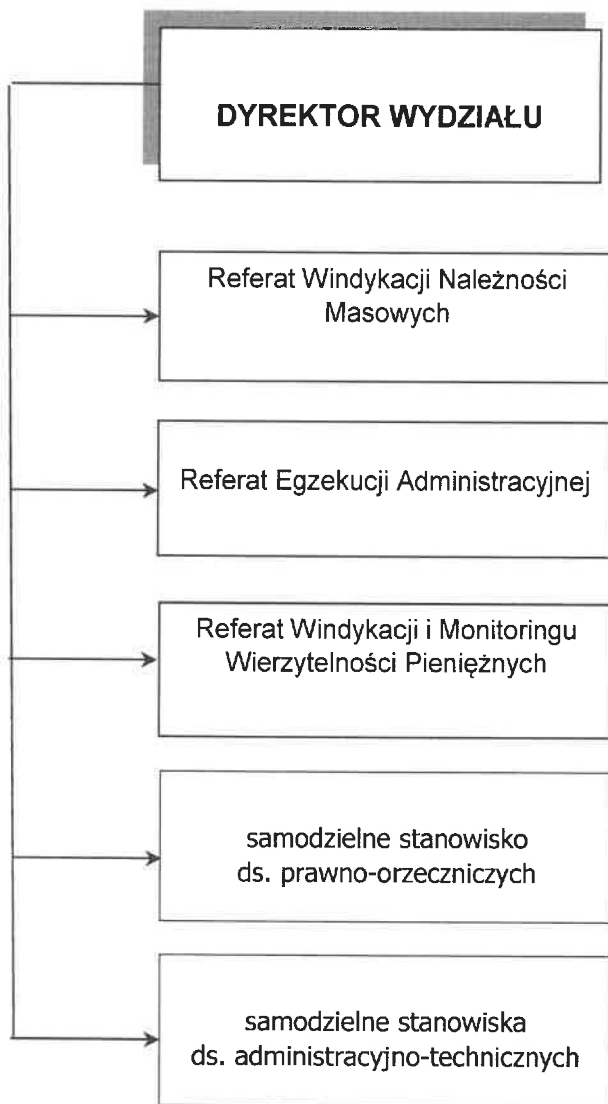 DYREKTOR WYDZIAŁU
Referat Windykacji Należności
Masowych
Referat Egzekucji Administracyjnej
Referat Windykacji i Monitoringu
Wierzytelności Pieniężnych
samodzielne stanowisko
ds. prawno-orzeczniczych
samodzielne stanowiska
ds. administracyjno-technicznych